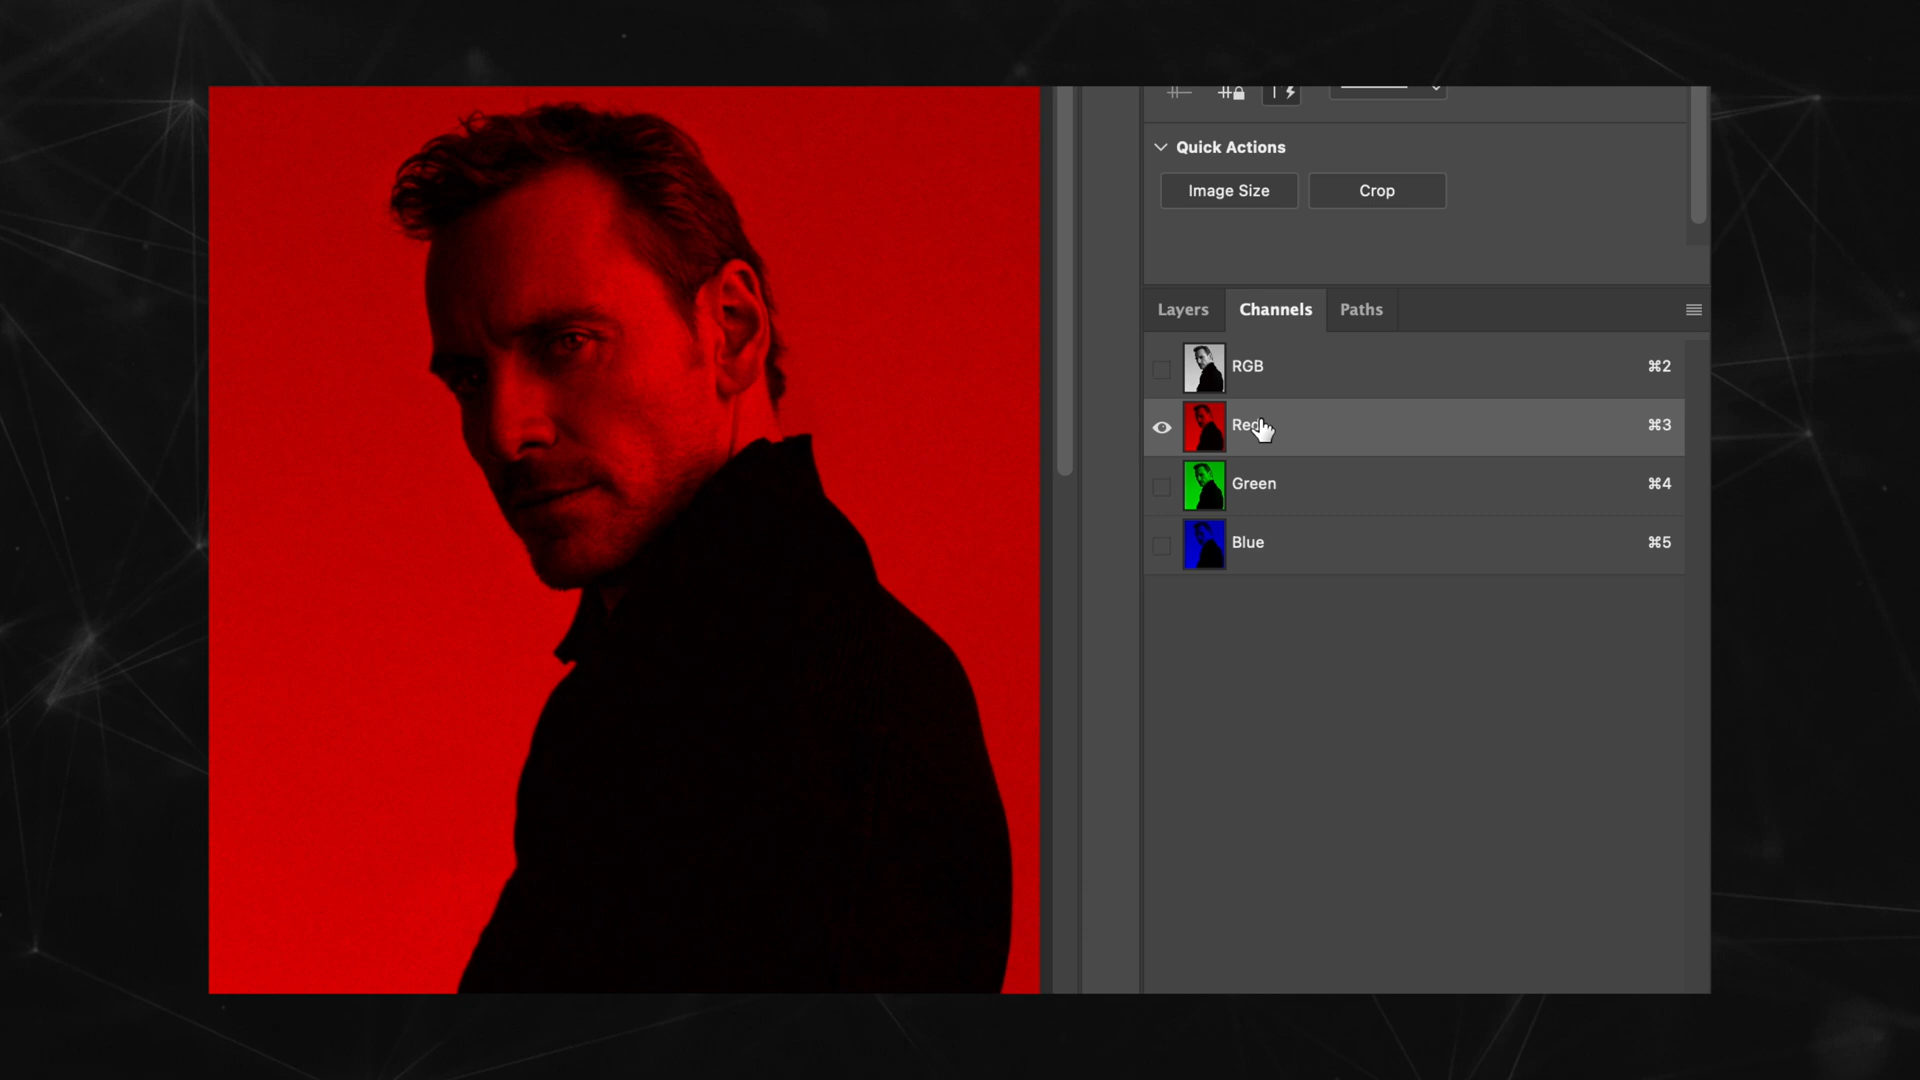 Quick Actions
Image Size Crop
Layers Channels Paths
RGB ⌘2
Red ⌘3
Green ⌘4
Blue ⌘5